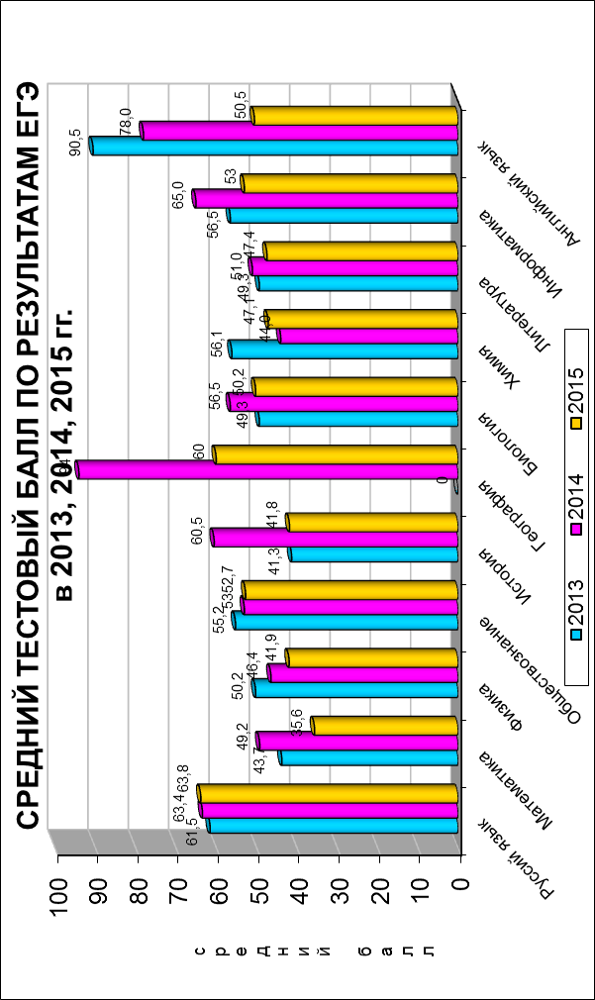 СРЕДНИЙ ТЕСТОВЫЙ БАЛЛ ПО РЕЗУЛЬТАТАМ ЕГЭ
в 2013, 2014, 2015 гг.
средний балл
100
90
80
70
60
50
40
30
20
10
0
61,5 63,4 63,8
43,7 49,2 35,6
50,2 46,4 41,9
55,2 53 52,7
41,3 60,5 41,8
0 94 60
49,3 56,5 50,2
56,1 44,0 47,1
49,3 51,0 47,4
56,5 65,0 53
90,5 78,0 50,5
Руссий язык
Математика
Физика
Обществознание
История
География
Биология
Химия
Литература
Информатика
Английский язык
2013 2014 2015